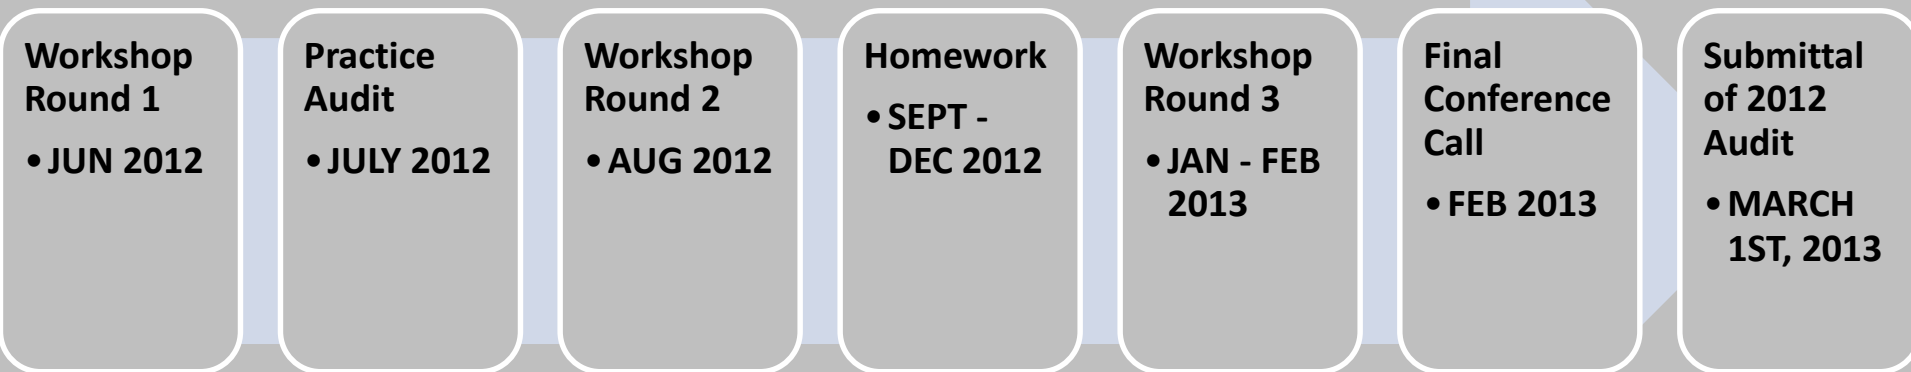 Workshop
Round 1
• JUN 2012
Practice
Audit
• JULY 2012
Workshop
Round 2
• AUG 2012
Homework
• SEPT -
DEC 2012
Workshop
Round 3
• JAN - FEB
2013
Final
Conference
Call
• FEB 2013
Submittal
of 2012
Audit
• MARCH
1ST, 2013